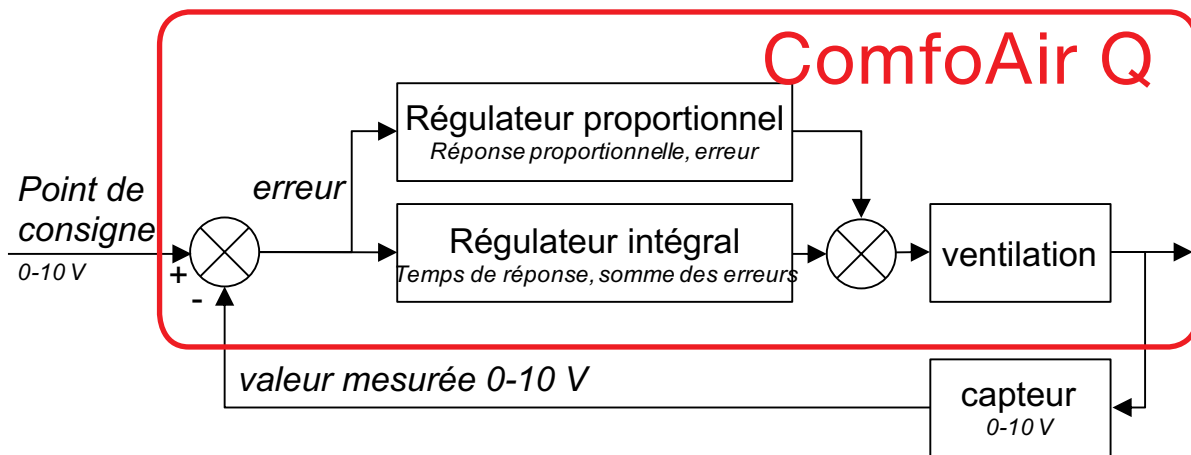 ComfoAir Q
Régulateur proportionnel
Réponse proportionnelle, erreur
Point de
consigne
0-10 V
erreur
+
-
Régulateur intégral
Temps de réponse, somme des erreurs
ventilation
valeur mesurée 0-10 V
capteur
0-10 V